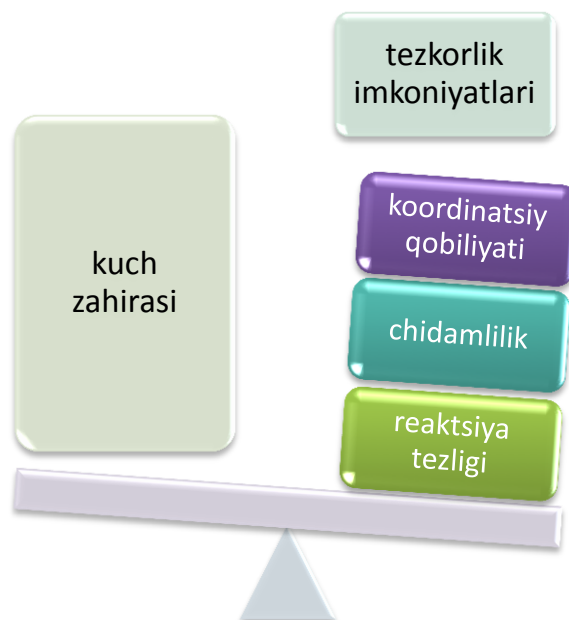 kuch
zahirasi
tezkorlik
imkoniyatlari
koordinatsiy
qobiliyati
chidamlilik
reaktsiya
tezligi